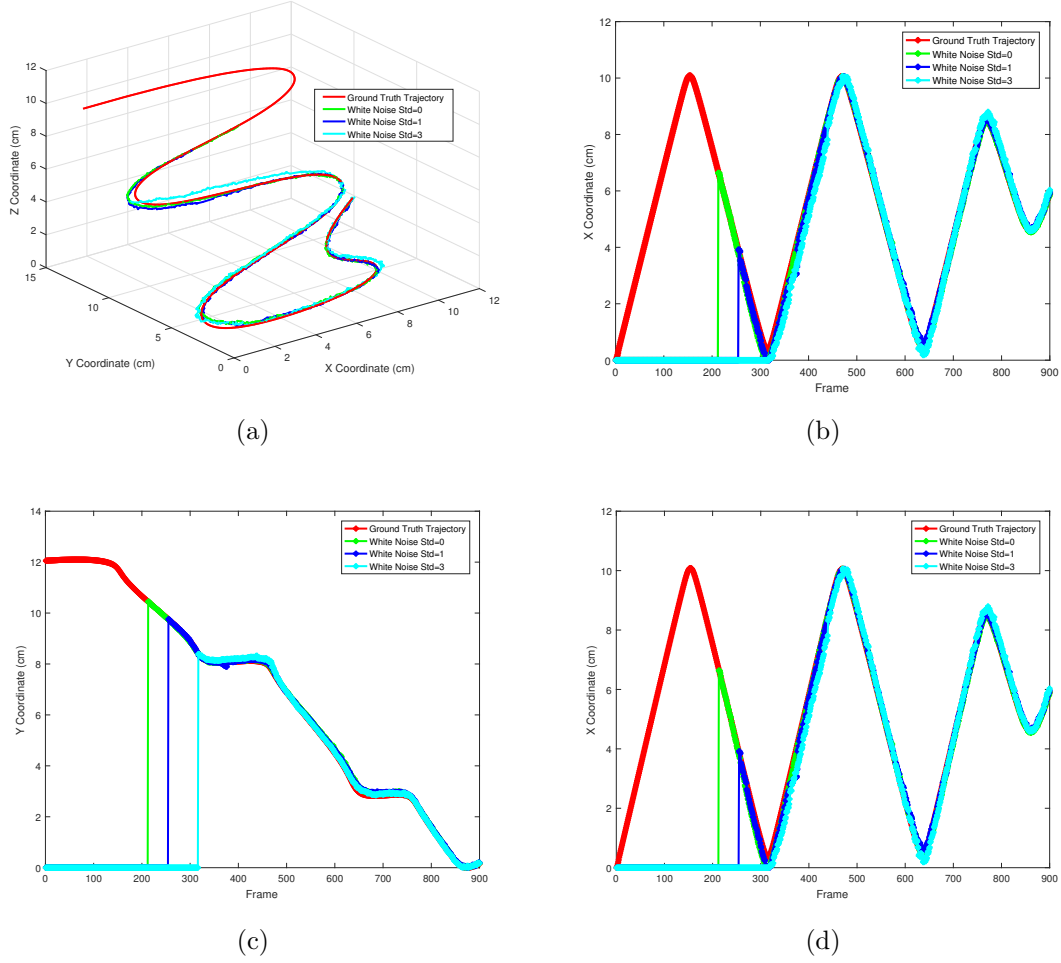 12
10
8
6
4
2
0
Z Coordinate (cm)
15
10
5
0
Y Coordinate (cm)
0
2
4
6
8
10
12
X Coordinate (cm)
Ground Truth Trajectory
White Noise Std=0
White Noise Std=1
White Noise Std=3
(a)
12
10
8
6
4
2
0
X Coordinate (cm)
0 100 200 300 400 500 600 700 800 900
Frame
Ground Truth Trajectory
White Noise Std=0
White Noise Std=1
White Noise Std=3
(b)
14
12
10
8
6
4
2
0
Y Coordinate (cm)
0 100 200 300 400 500 600 700 800 900
Frame
Ground Truth Trajectory
White Noise Std=0
White Noise Std=1
White Noise Std=3
(c)
12
10
8
6
4
2
0
X Coordinate (cm)
0 100 200 300 400 500 600 700 800 900
Frame
Ground Truth Trajectory
White Noise Std=0
White Noise Std=1
White Noise Std=3
(d)